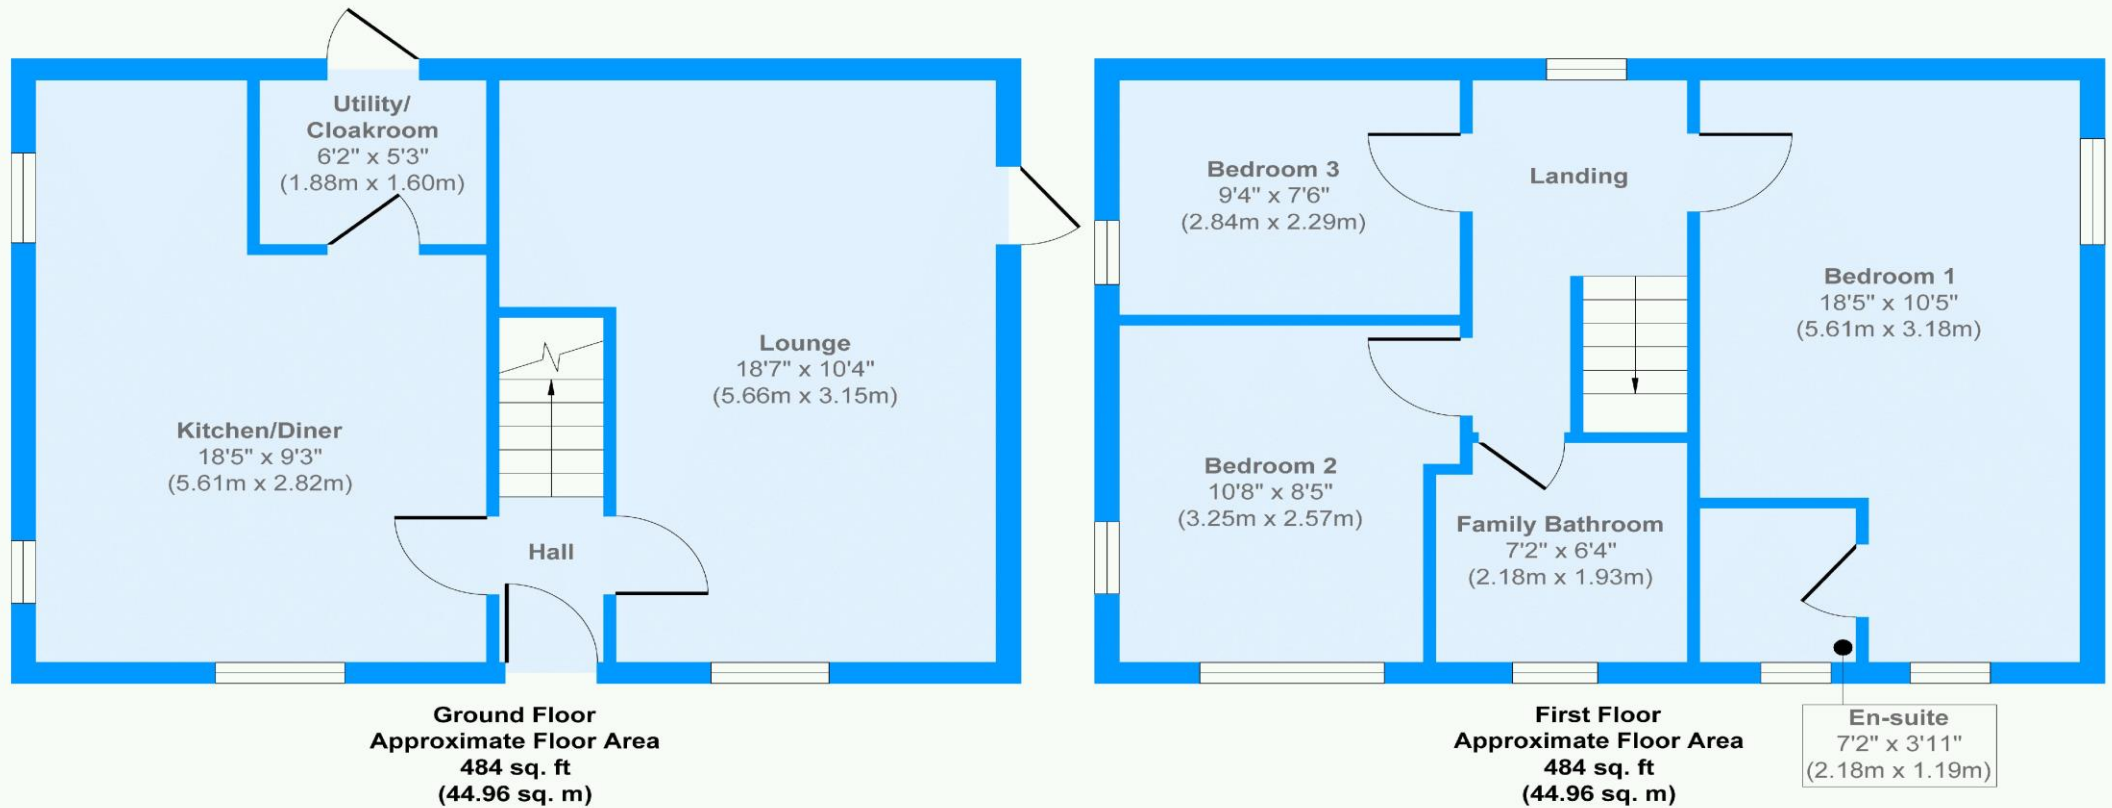 Utility/
Cloakroom
6'2" x 5'3"
(1.88m x 1.60m)
Lounge
18'7" x 10'4"
(5.66m x 3.15m)
Kitchen/Diner
18'5" x 9'3"
(5.61m x 2.82m)
Hall
Ground Floor
Approximate Floor Area
484 sq. ft
(44.96 sq. m)
Bedroom 3
9'4" x 7'6"
(2.84m x 2.29m)
Landing
Bedroom 1
18'5" x 10'5"
(5.61m x 3.18m)
Bedroom 2
10'8" x 8'5"
(3.25m x 2.57m)
Family Bathroom
7'2" x 6'4"
(2.18m x 1.93m)
First Floor
Approximate Floor Area
484 sq. ft
(44.96 sq. m)
En-suite
7'2" x 3'11"
(2.18m x 1.19m)